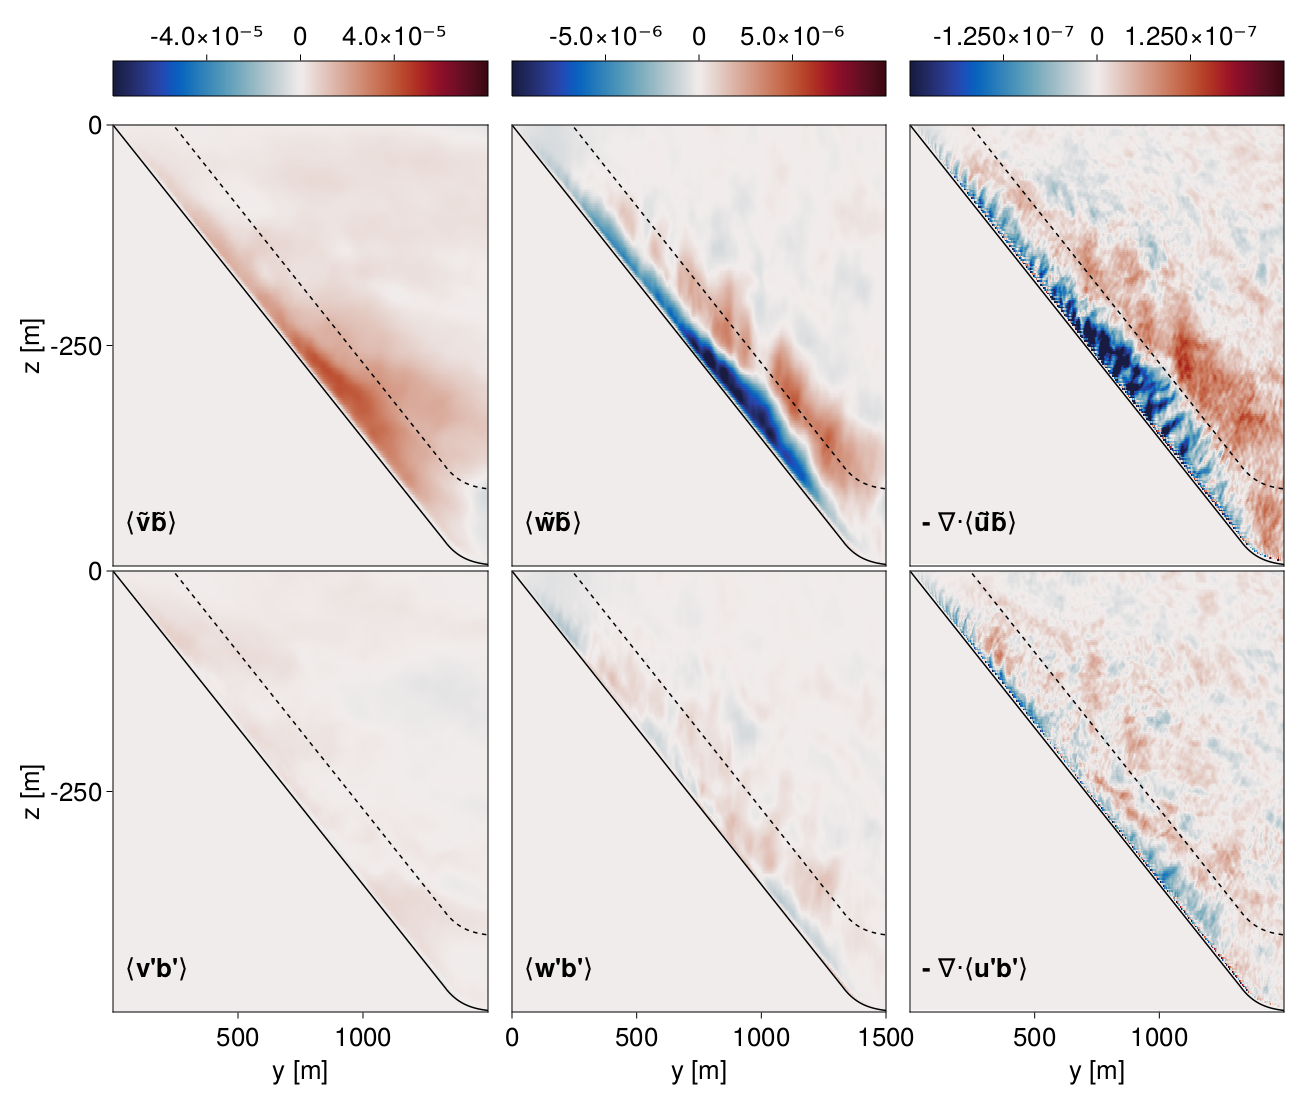 -4.0×10⁻⁵ 0 4.0×10⁻⁵ -5.0×10⁻⁶ 0 5.0×10⁻⁶ -1.250×10⁻⁷ 0 1.250×10⁻⁷
0
z [m]
-250
⟨ṽb̃⟩ ⟨w̃b̃⟩ - ∇·⟨ũb̃⟩
0
z [m]
-250
⟨v'b'⟩ ⟨w'b'⟩ - ∇·⟨u'b'⟩
500 1000 0 500 1000 1500 500 1000
y [m] y [m] y [m]